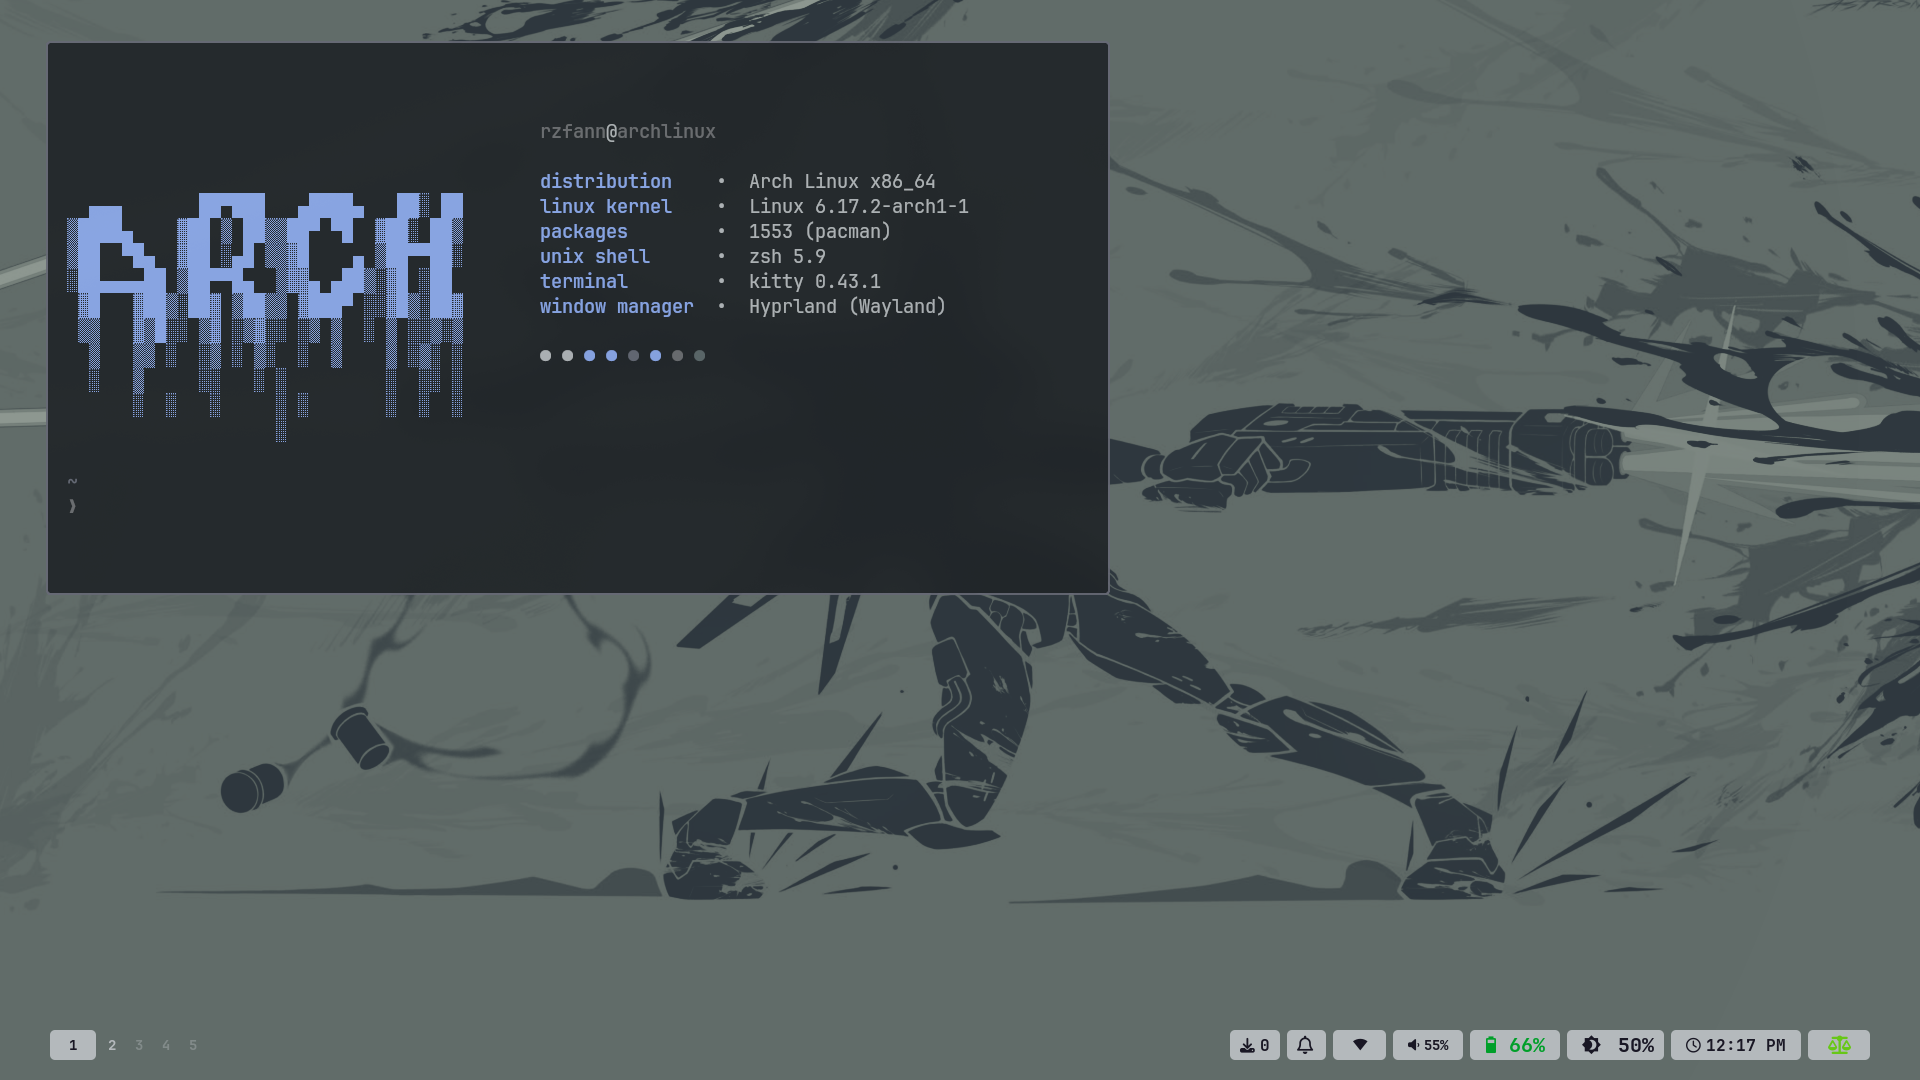 rzfann@archlinux
distribution • Arch Linux x86_64
linux kernel • Linux 6.17.2-arch1-1
packages • 1553 (pacman)
unix shell • zsh 5.9
terminal • kitty 0.43.1
window manager • Hyprland (Wayland)
ARCH
~
❱
1 2 3 4 5
0 55% 66% 50% 12:17 PM